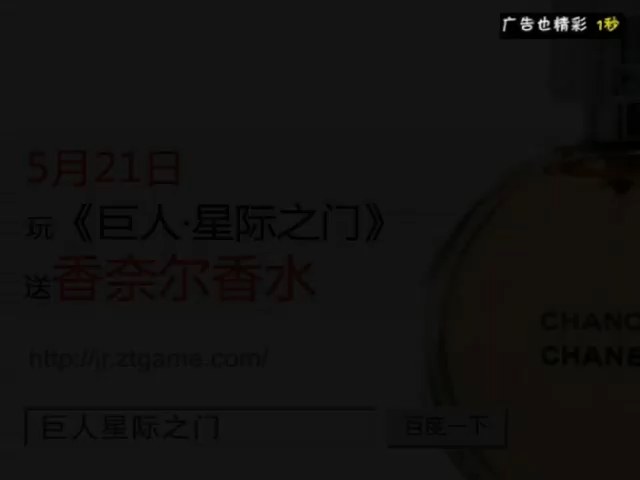 广告也精彩 1秒
5月21日
玩《巨人·星际之门》
送香奈尔香水
http://jr.ztgame.com/
巨人星际之门
百度一下
CHANC
CHANE